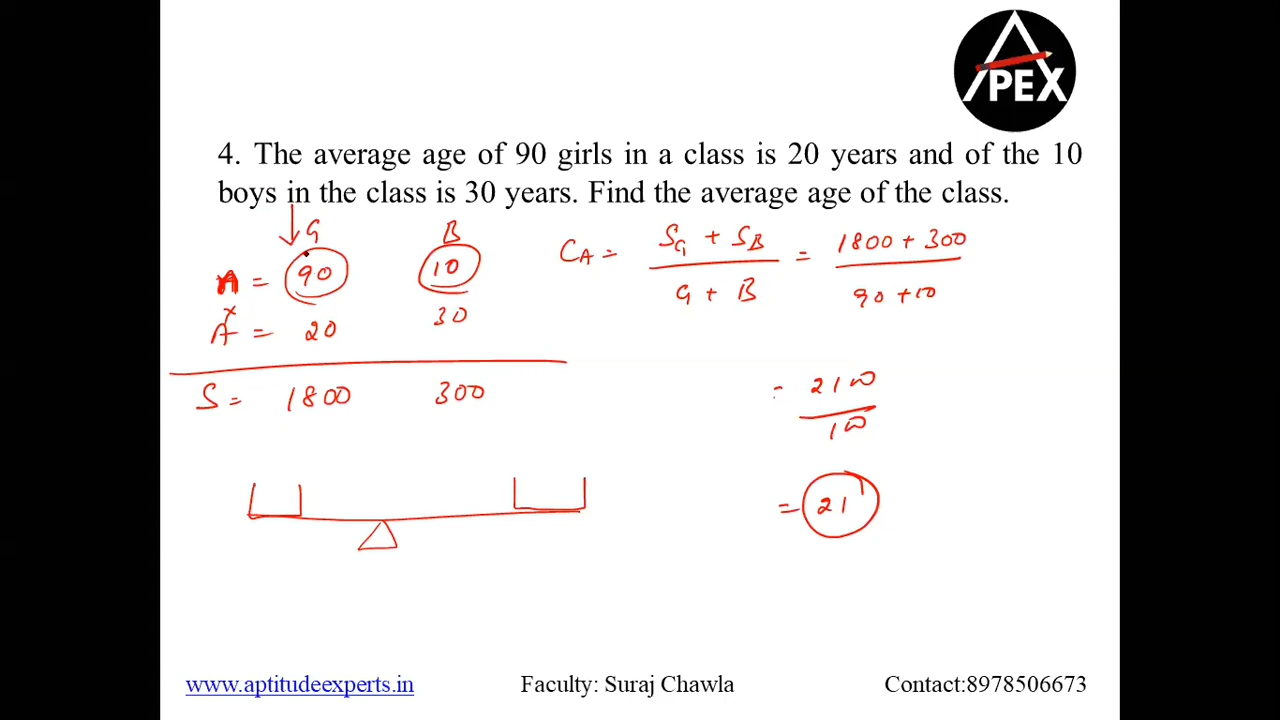 APEX
4. The average age of 90 girls in a class is 20 years and of the 10
boys in the class is 30 years. Find the average age of the class.
G B
n = 90 10
x
A = 20 30
S = 1800 300
CA = SG + SB / G + B = 1800 + 300 / 90 + 10
= 2100 / 100
= 21
www.aptitudeexperts.in Faculty: Suraj Chawla Contact:8978506673